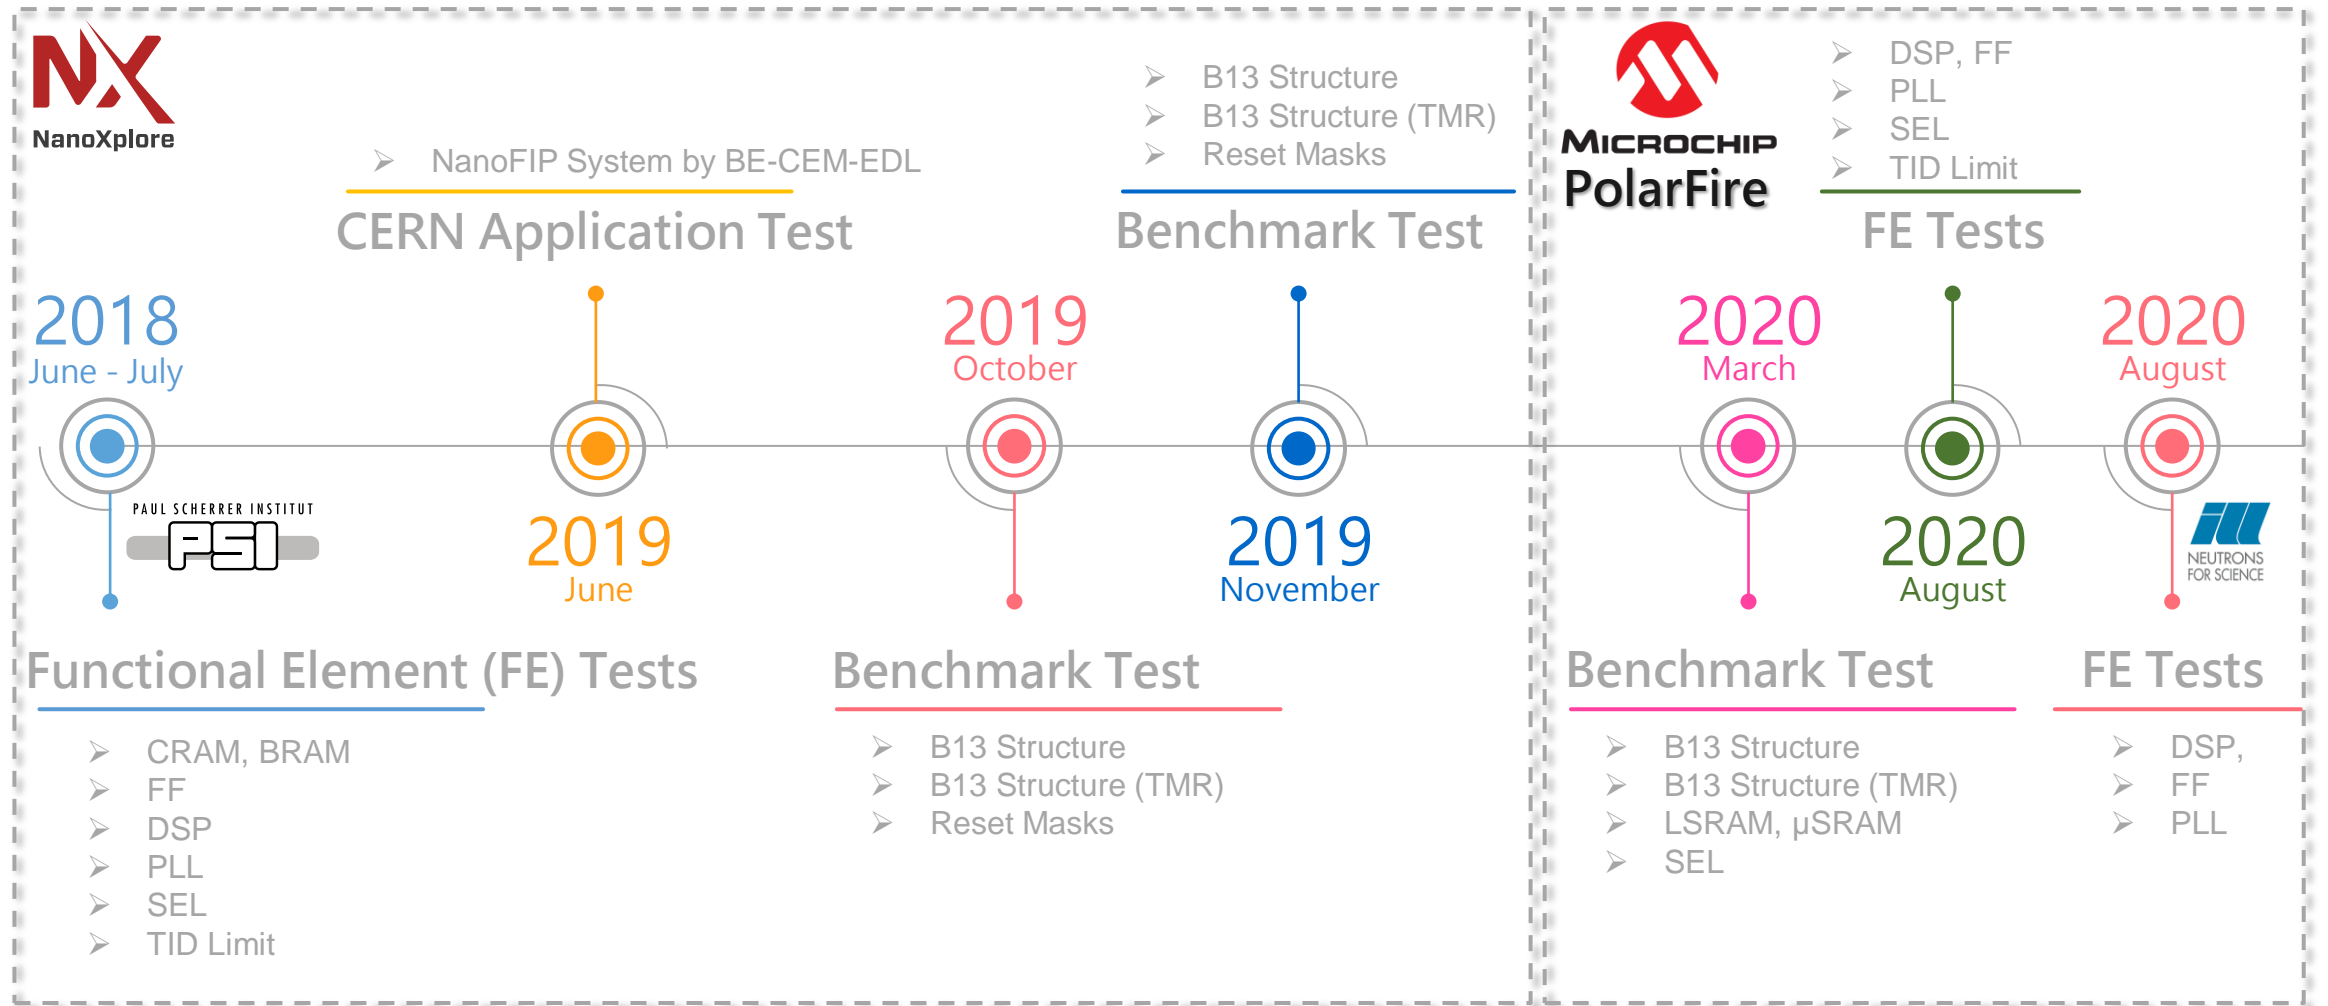 NX
NanoXplore
NanoFIP System by BE-CEM-EDL
CERN Application Test
B13 Structure
B13 Structure (TMR)
Reset Masks
Benchmark Test
2018
June - July
PAUL SCHERRER INSTITUT
PSI
2019
June
2019
October
2019
November
Functional Element (FE) Tests
CRAM, BRAM
FF
DSP
PLL
SEL
TID Limit
Benchmark Test
B13 Structure
B13 Structure (TMR)
Reset Masks
MICROCHIP
PolarFire
DSP, FF
PLL
SEL
TID Limit
FE Tests
2020
March
2020
August
2020
August
ill
NEUTRONS
FOR SCIENCE
Benchmark Test
B13 Structure
B13 Structure (TMR)
LSRAM, µSRAM
SEL
FE Tests
DSP,
FF
PLL